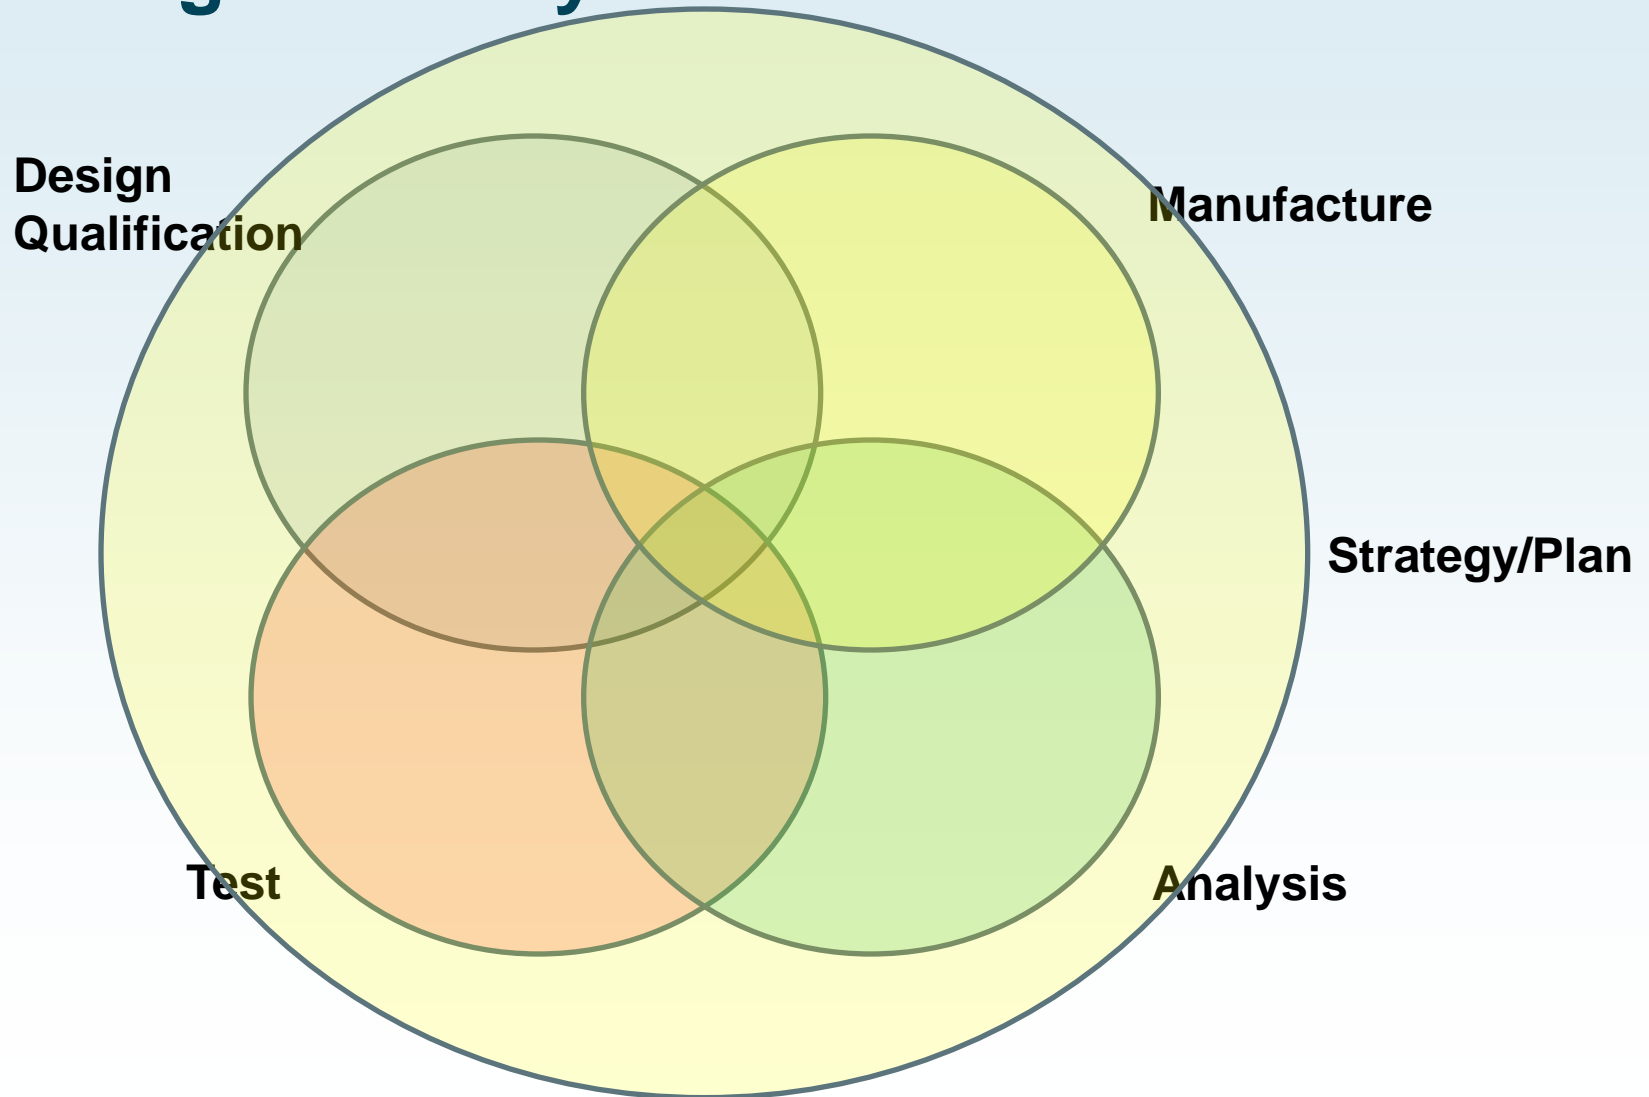 Design
Qualification
Manufacture
Strategy/Plan
Test
Analysis